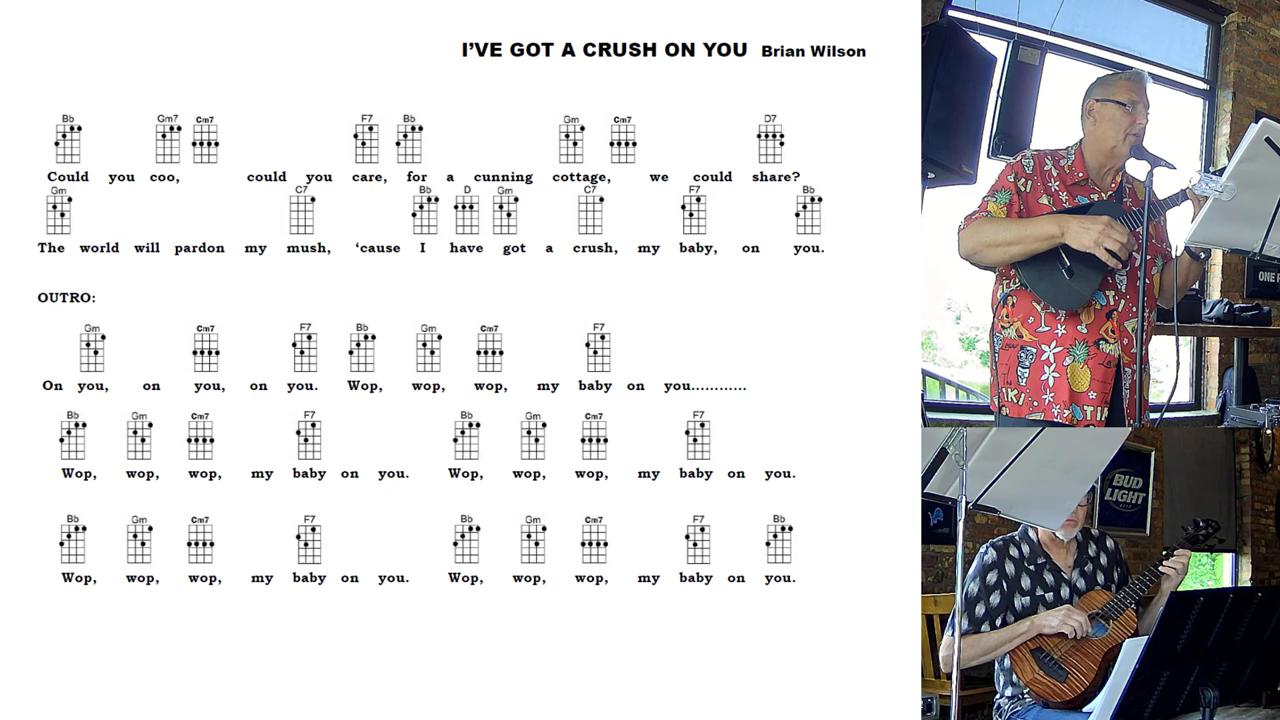 I'VE GOT A CRUSH ON YOU Brian Wilson
Bb Gm7 Cm7 F7 Bb Gm Cm7 D7
Could you coo, could you care, for a cunning cottage, we could share?
Gm C7 Bb D Gm C7 F7 Bb
The world will pardon my mush, ‘cause I have got a crush, my baby, on you.
OUTRO:
Gm Cm7 F7 Bb Gm Cm7 F7
On you, on you, on you. Wop, wop, wop, my baby on you............
Bb Gm Cm7 F7 Bb Gm Cm7 F7
Wop, wop, wop, my baby on you. Wop, wop, wop, my baby on you.
Bb Gm Cm7 F7 Bb Gm Cm7 F7 Bb
Wop, wop, wop, my baby on you. Wop, wop, wop, my baby on you.
TIKI
ONE
BUD
LIGHT